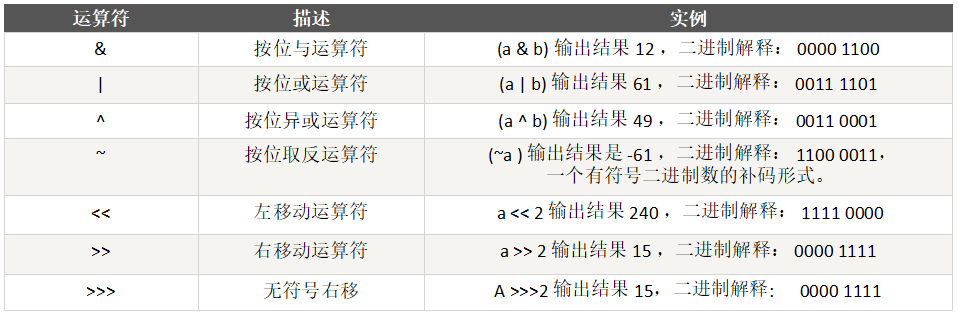 运算符 描述 实例
& 按位与运算符 (a & b) 输出结果 12 ，二进制解释： 0000 1100
| 按位或运算符 (a | b) 输出结果 61 ，二进制解释： 0011 1101
^ 按位异或运算符 (a ^ b) 输出结果 49 ，二进制解释： 0011 0001
~ 按位取反运算符 (~a ) 输出结果是 -61 ，二进制解释： 1100 0011，
一个有符号二进制数的补码形式。
<< 左移动运算符 a << 2 输出结果 240 ，二进制解释： 1111 0000
>> 右移动运算符 a >> 2 输出结果 15 ，二进制解释： 0000 1111
>>> 无符号右移 A >>>2 输出结果 15，二进制解释： 0000 1111